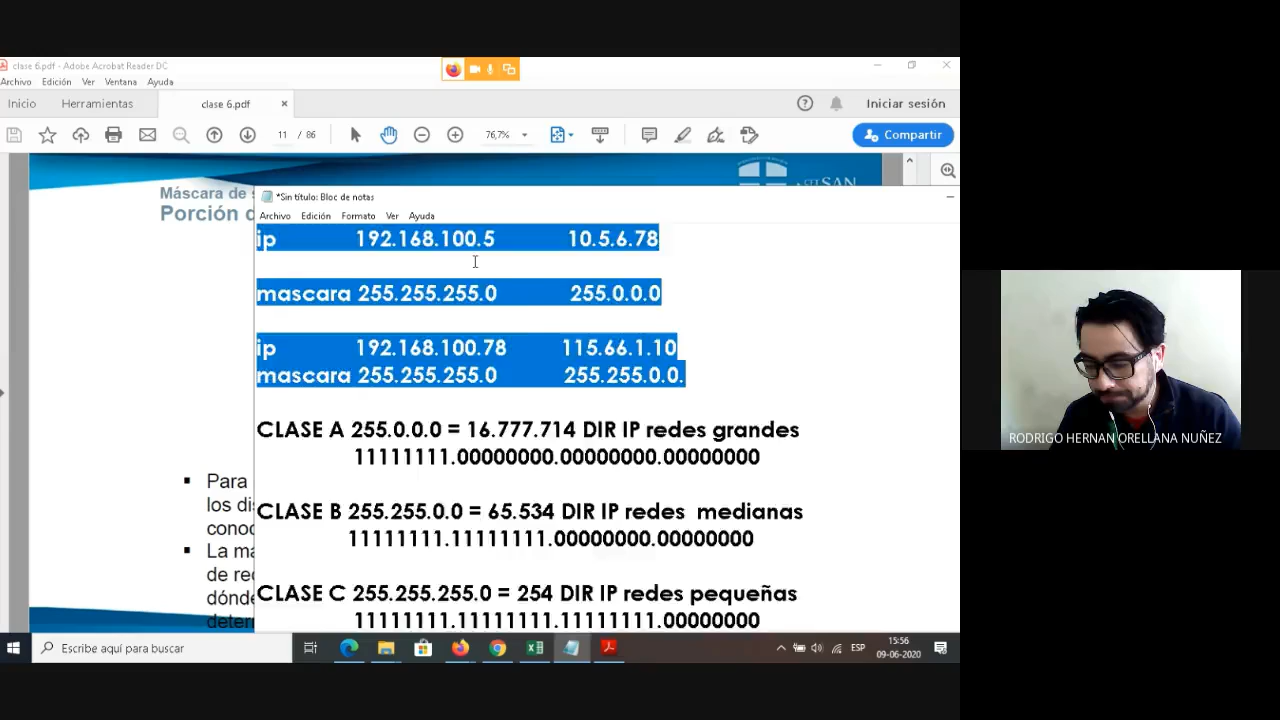 clase 6.pdf - Adobe Acrobat Reader DC
Archivo Edición Ver Ventana Ayuda
Inicio Herramientas clase 6.pdf × Iniciar sesión
11 / 86 76,7% Compartir
Máscara de
Porción d
*Sin título: Bloc de notas
Archivo Edición Formato Ver Ayuda
ip 192.168.100.5 10.5.6.78
mascara 255.255.255.0 255.0.0.0
ip 192.168.100.78 115.66.1.10
mascara 255.255.255.0 255.255.0.0.
CLASE A 255.0.0.0 = 16.777.714 DIR IP redes grandes
11111111.00000000.00000000.00000000
CLASE B 255.255.0.0 = 65.534 DIR IP redes medianas
11111111.11111111.00000000.00000000
CLASE C 255.255.255.0 = 254 DIR IP redes pequeñas
11111111.11111111.11111111.00000000
Para
los dis
conoc
La ma
de rec
dónde
deter
Escribe aquí para buscar
ESP
15:56
09-06-2020
RODRIGO HERNAN ORELLANA NUÑEZ